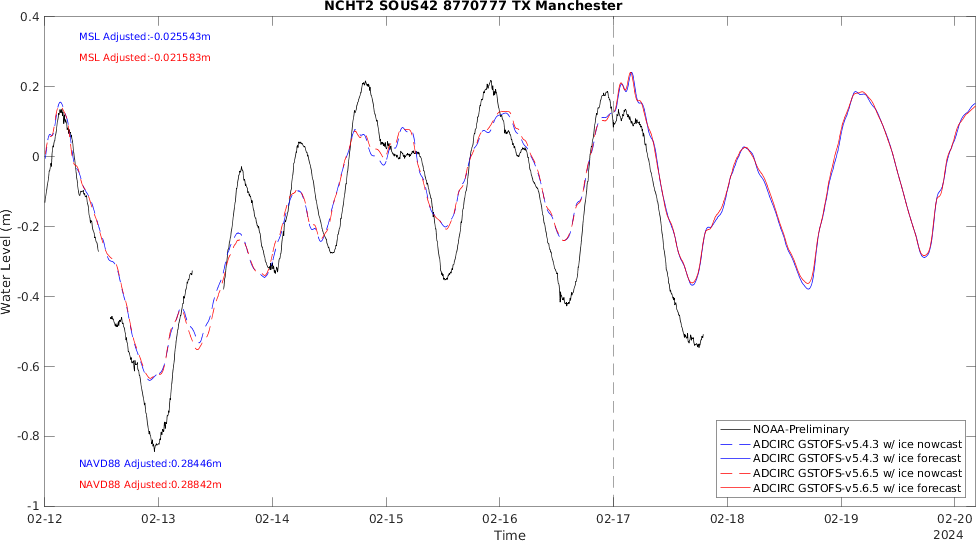 NCHT2 SOUS42 8770777 TX Manchester
0.4
MSL Adjusted:-0.025543m
MSL Adjusted:-0.021583m
0.2
0
-0.2
-0.4
-0.6
-0.8
-1
Water Level (m)
NAVD88 Adjusted:0.28446m
NAVD88 Adjusted:0.28842m
NOAA-Preliminary
ADCIRC GSTOFS-v5.4.3 w/ ice nowcast
ADCIRC GSTOFS-v5.4.3 w/ ice forecast
ADCIRC GSTOFS-v5.6.5 w/ ice nowcast
ADCIRC GSTOFS-v5.6.5 w/ ice forecast
02-12 02-13 02-14 02-15 02-16 02-17 02-18 02-19 02-20
Time 2024